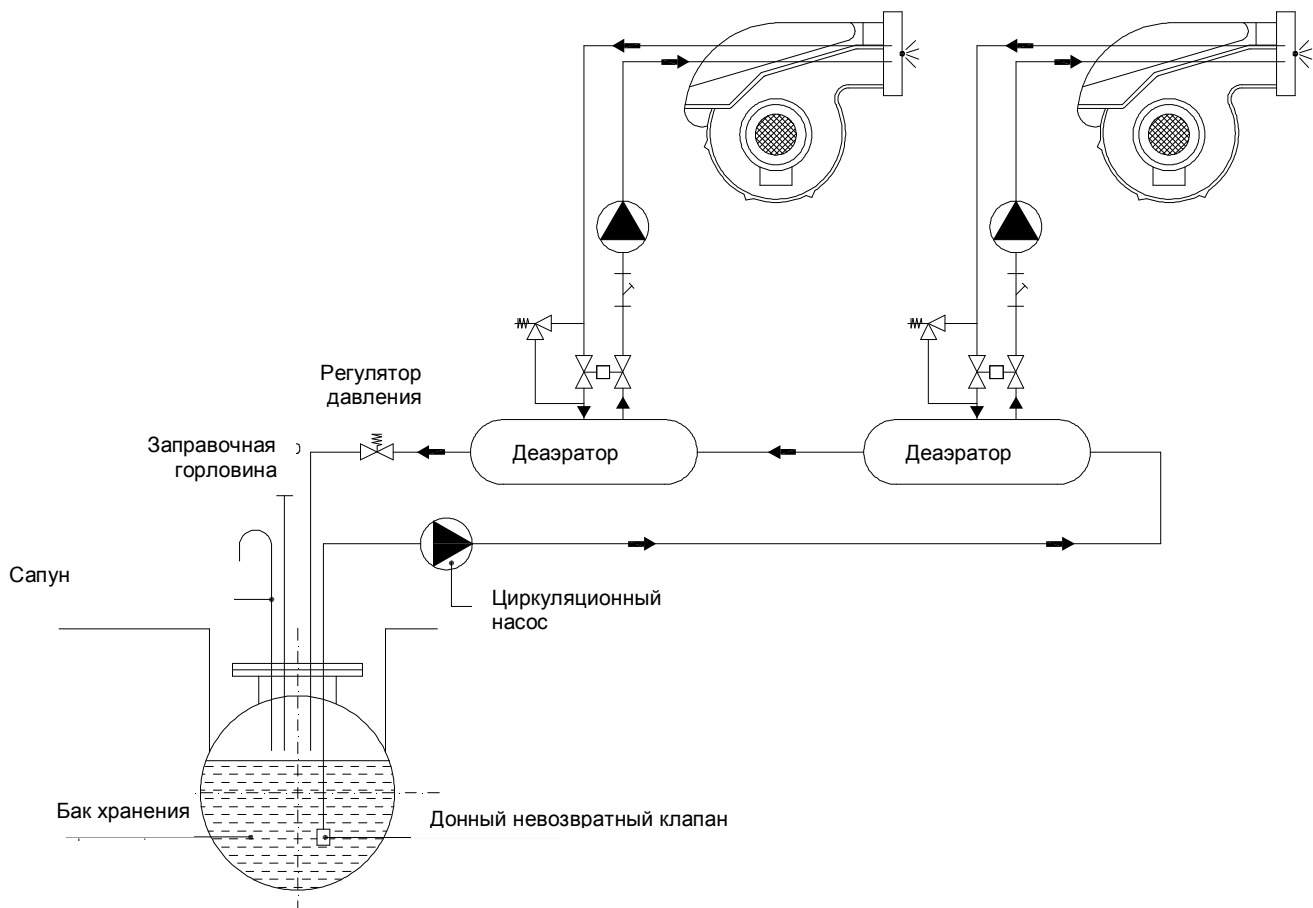 Регулятор
давления
Заправочная
горловина
Деаэратор
Деаэратор
Сапун
Циркуляционный
насос
Бак хранения
Донный невозвратный клапан